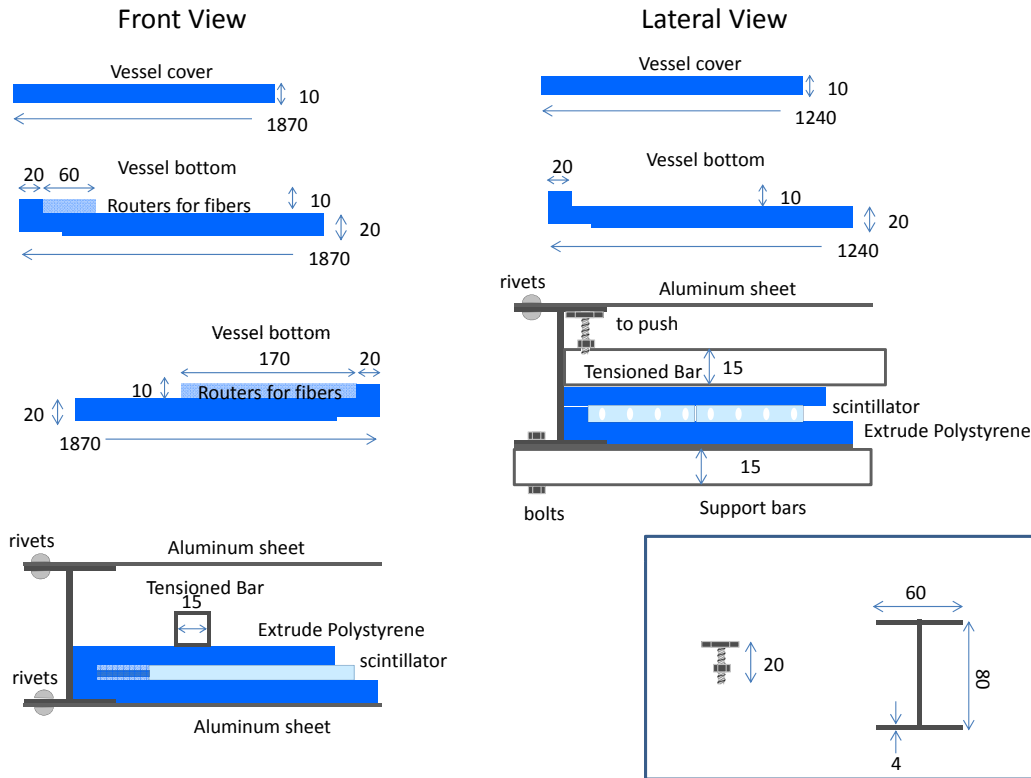 Front View
Vessel cover
10
1870
Vessel bottom
20
60
Routers for fibers
10
20
1870
Vessel bottom
170
20
10
Routers for fibers
20
1870
rivets
Aluminum sheet
Tensioned Bar
15
Extrude Polystyrene
scintillator
rivets
Aluminum sheet
Lateral View
Vessel cover
10
1240
Vessel bottom
20
10
20
1240
rivets
Aluminum sheet
to push
15
Tensioned Bar
scintillator
Extrude Polystyrene
15
bolts
Support bars
60
20
80
4